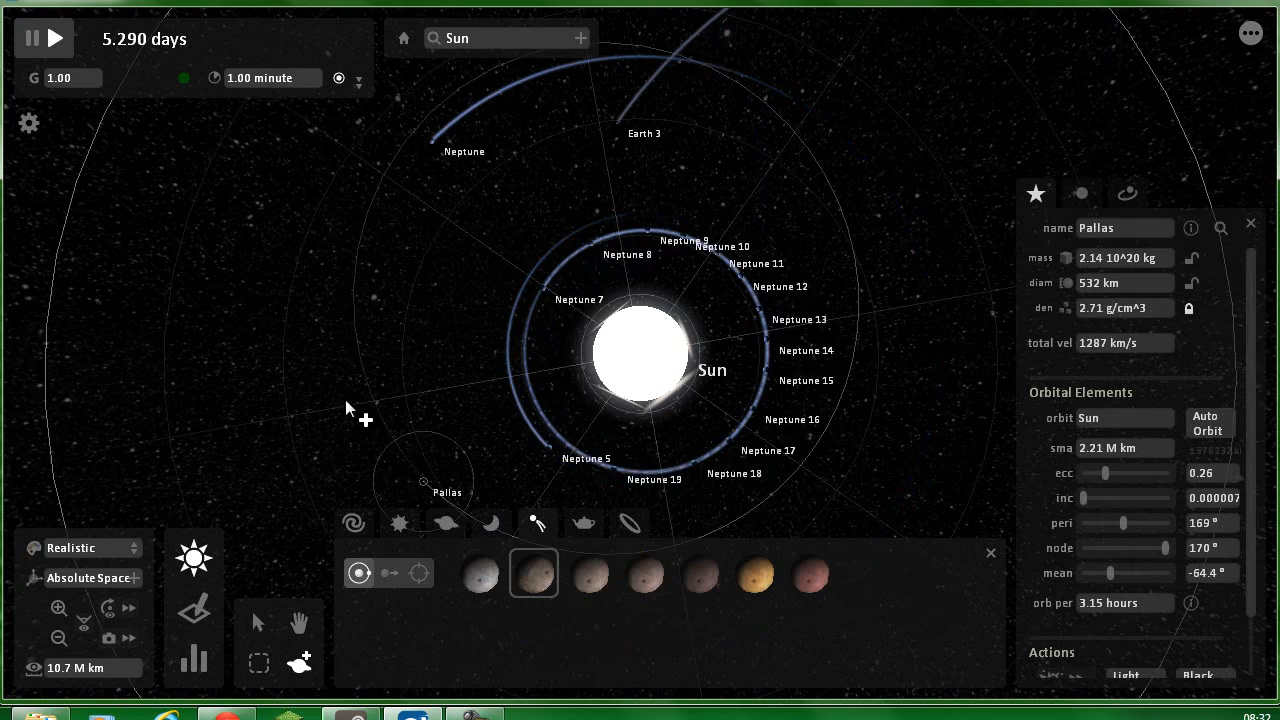 5.290 days
Sun
G 1.00
1.00 minute
Earth 3
Neptune
Neptune 9
Neptune 10
Neptune 8
Neptune 11
Neptune 12
Neptune 7
Neptune 13
Neptune 14
Sun
Neptune 15
Neptune 16
Neptune 17
Neptune 5
Neptune 18
Neptune 19
Pallas
name Pallas
mass 2.14 10^20 kg
diam 532 km
den 2.71 g/cm^3
total vel 1287 km/s
Orbital Elements
orbit Sun
Auto
Orbit
sma 2.21 M km
ecc 0.26
inc 0.000007
peri 169 °
node 170 °
mean -64.4 °
orb per 3.15 hours
Actions
Light
Black
Realistic
Absolute Space
10.7 M km
08:32